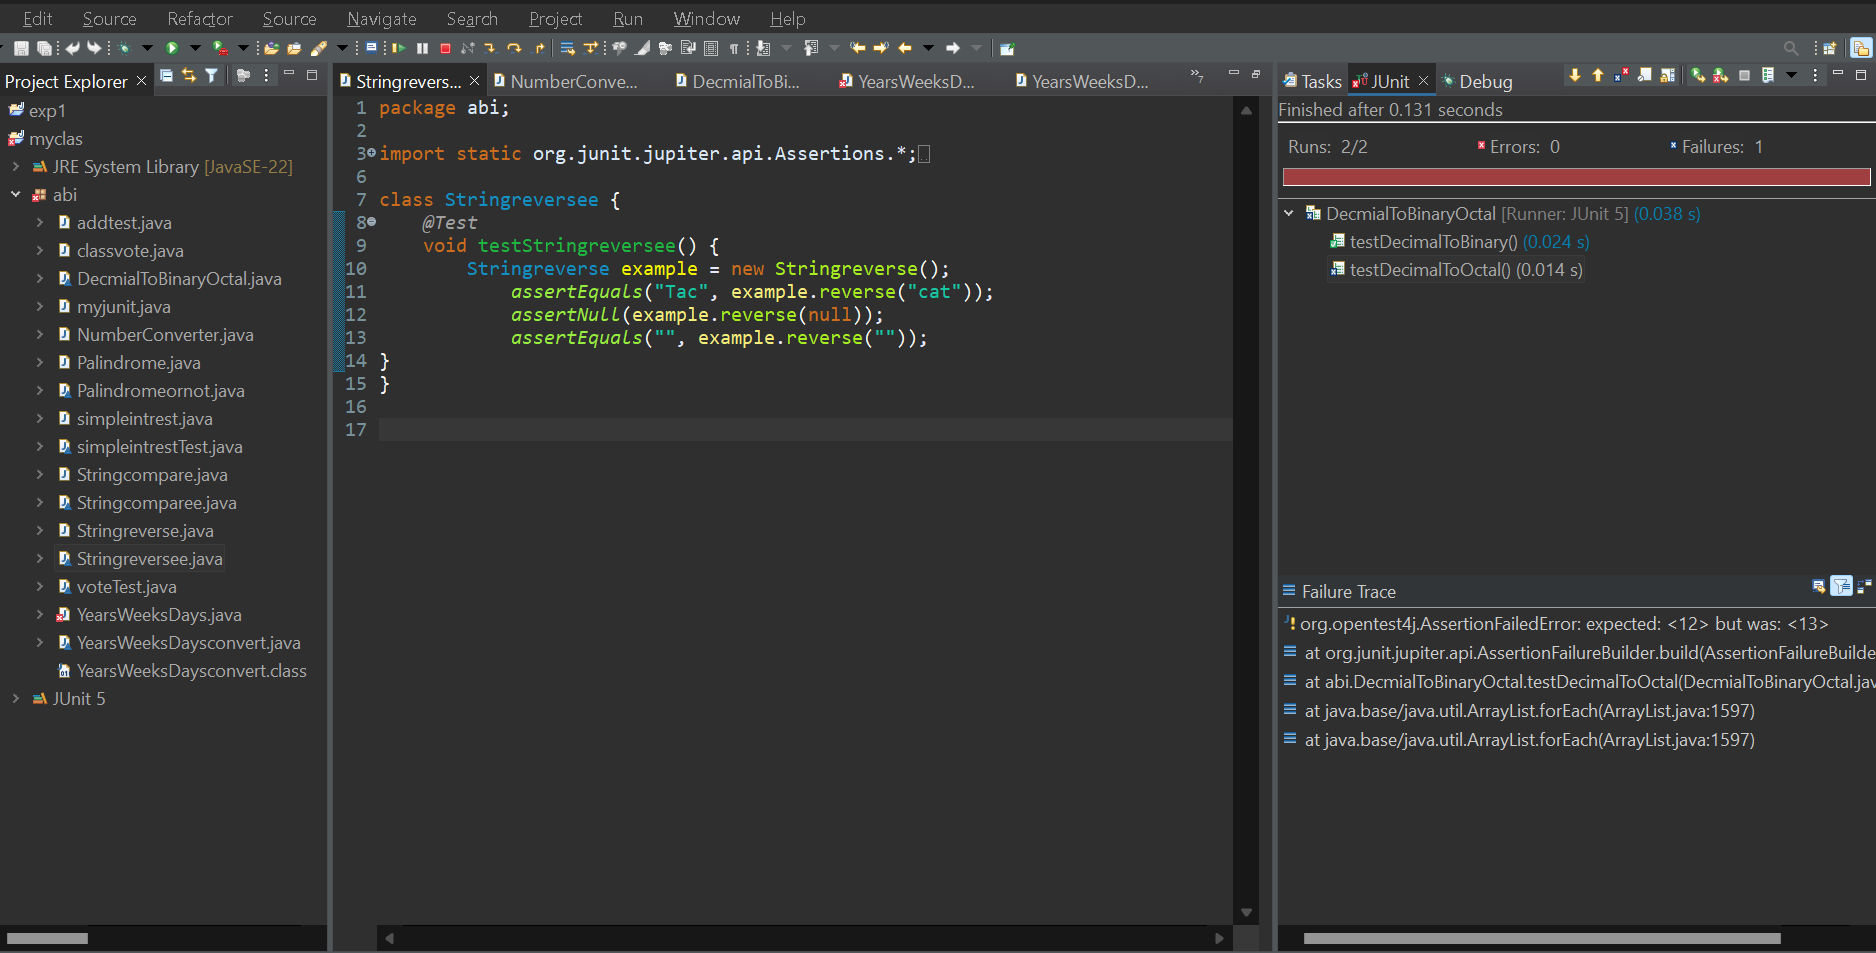 Edit Source Refactor Source Navigate Search Project Run Window Help
Project Explorer
exp1
myclas
JRE System Library [JavaSE-22]
abi
addtest.java
classvote.java
DecmialToBinaryOctal.java
myjunit.java
NumberConverter.java
Palindrome.java
Palindromeornot.java
simpleintrest.java
simpleintrestTest.java
Stringcompare.java
Stringcomparee.java
Stringreverse.java
Stringreversee.java
voteTest.java
YearsWeeksDays.java
YearsWeeksDaysconvert.java
YearsWeeksDaysconvert.class
JUnit 5
Stringrevers... NumberConve... DecmialToBi... YearsWeeksD... YearsWeeksD... »7
1 package abi;
2
3 import static org.junit.jupiter.api.Assertions.*;
6
7 class Stringreversee {
8 @Test
9 void testStringreversee() {
10 Stringreverse example = new Stringreverse();
11 assertEquals("Tac", example.reverse("cat"));
12 assertNull(example.reverse(null));
13 assertEquals("", example.reverse(""));
14 }
15 }
16
17
Tasks JUnit Debug
Finished after 0.131 seconds
Runs: 2/2 Errors: 0 Failures: 1
DecmialToBinaryOctal [Runner: JUnit 5] (0.038 s)
testDecimalToBinary() (0.024 s)
testDecimalToOctal() (0.014 s)
Failure Trace
org.opentest4j.AssertionFailedError: expected: <12> but was: <13>
at org.junit.jupiter.api.AssertionFailureBuilder.build(AssertionFailureBuilde
at abi.DecmialToBinaryOctal.testDecimalToOctal(DecmialToBinaryOctal.jav
at java.base/java.util.ArrayList.forEach(ArrayList.java:1597)
at java.base/java.util.ArrayList.forEach(ArrayList.java:1597)